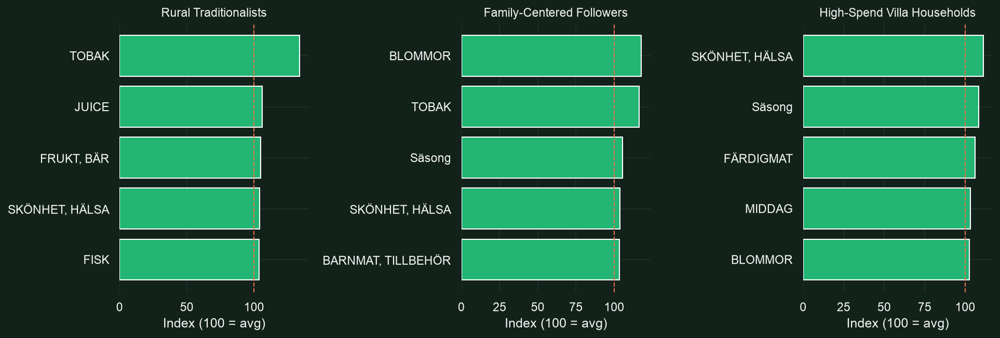 Rural Traditionalists
TOBAK
JUICE
FRUKT, BÄR
SKÖNHET, HÄLSA
FISK
0 50 100
Index (100 = avg)
Family-Centered Followers
BLOMMOR
TOBAK
Säsong
SKÖNHET, HÄLSA
BARNMAT, TILLBEHÖR
0 25 50 75 100
Index (100 = avg)
High-Spend Villa Households
SKÖNHET, HÄLSA
Säsong
FÄRDIGMAT
MIDDAG
BLOMMOR
0 25 50 75 100
Index (100 = avg)